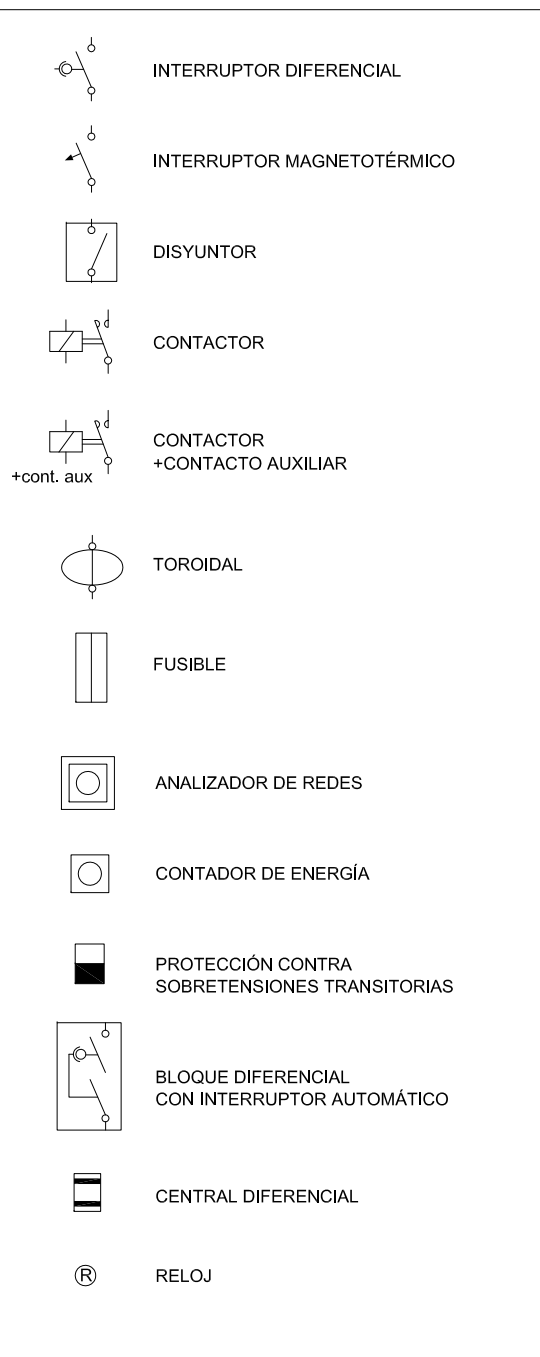 INTERRUPTOR DIFERENCIAL
INTERRUPTOR MAGNETOTÉRMICO
DISYUNTOR
CONTACTOR
CONTACTOR
+CONTACTO AUXILIAR
+cont. aux
TOROIDAL
FUSIBLE
ANALIZADOR DE REDES
CONTADOR DE ENERGÍA
PROTECCIÓN CONTRA
SOBRETENSIONES TRANSITORIAS
BLOQUE DIFERENCIAL
CON INTERRUPTOR AUTOMÁTICO
CENTRAL DIFERENCIAL
R RELOJ